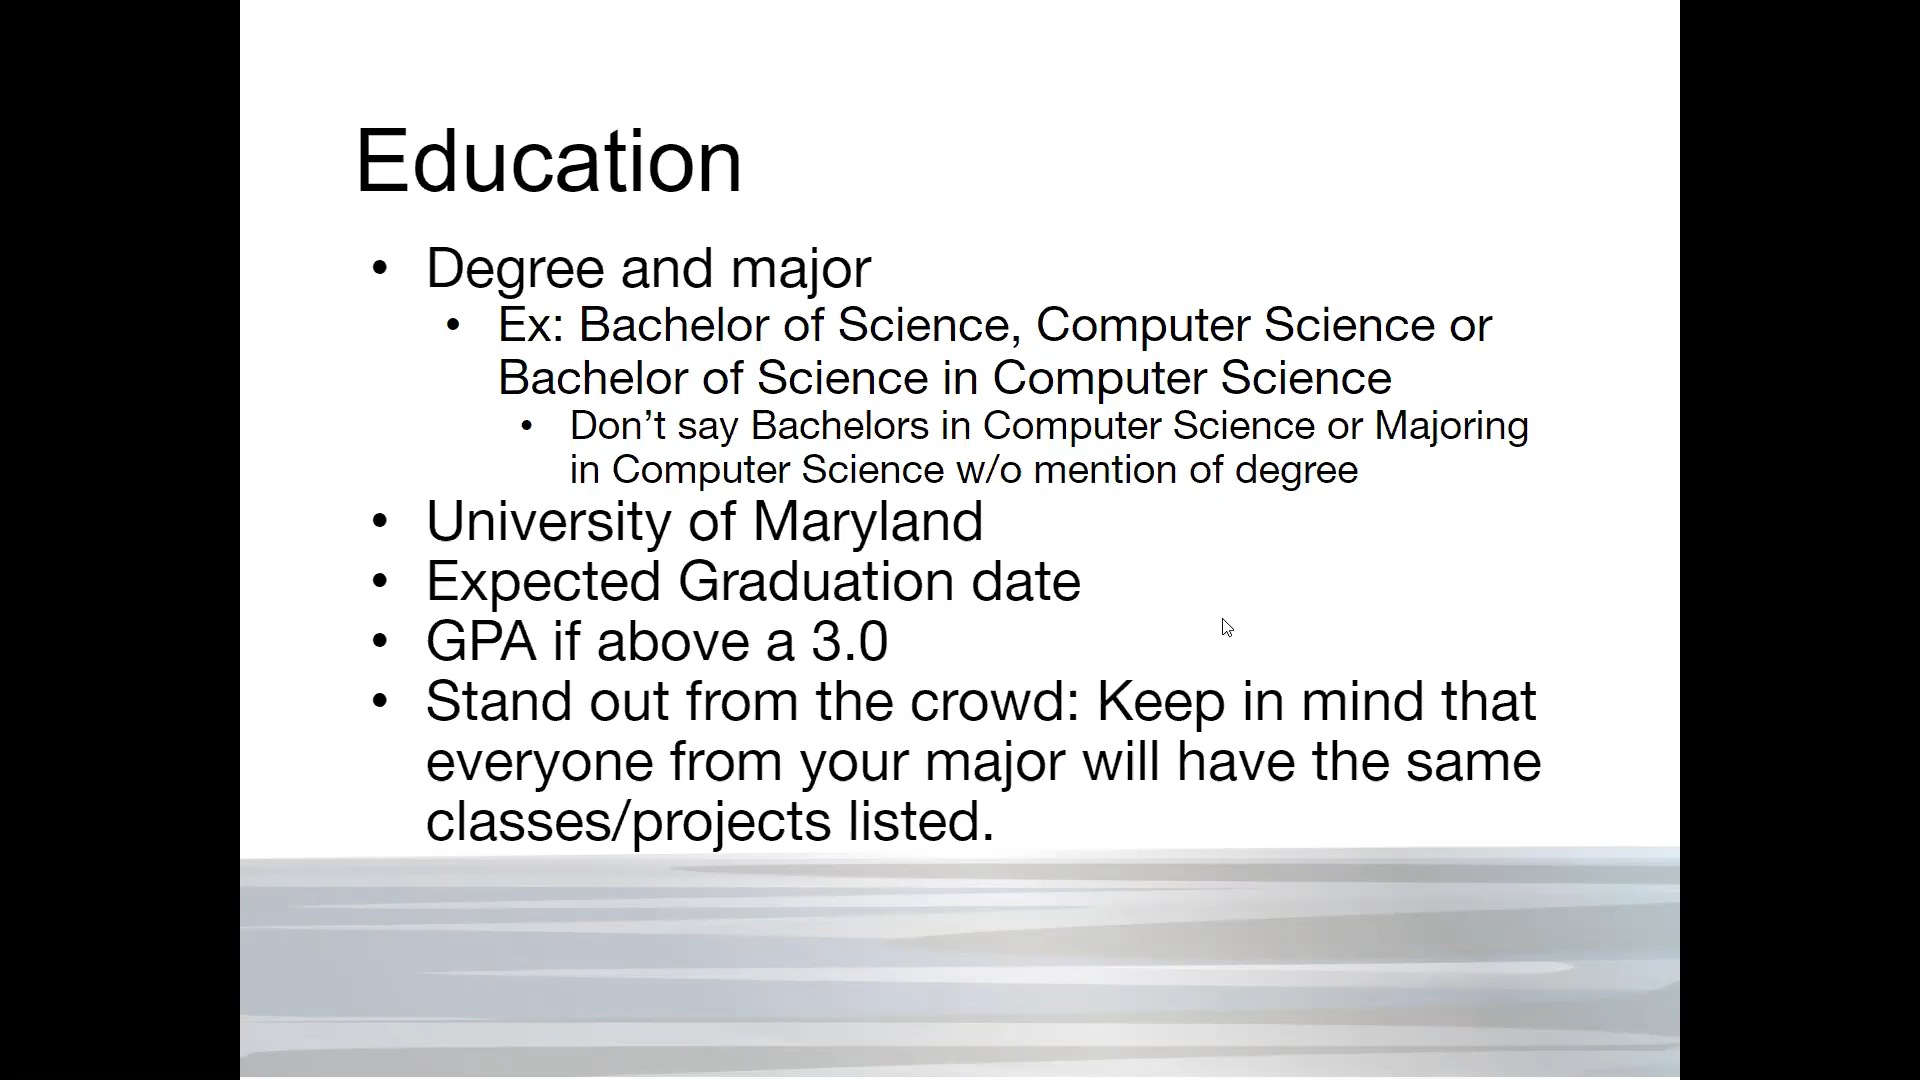 Education
• Degree and major
• Ex: Bachelor of Science, Computer Science or
Bachelor of Science in Computer Science
• Don’t say Bachelors in Computer Science or Majoring
in Computer Science w/o mention of degree
• University of Maryland
• Expected Graduation date
• GPA if above a 3.0
• Stand out from the crowd: Keep in mind that
everyone from your major will have the same
classes/projects listed.